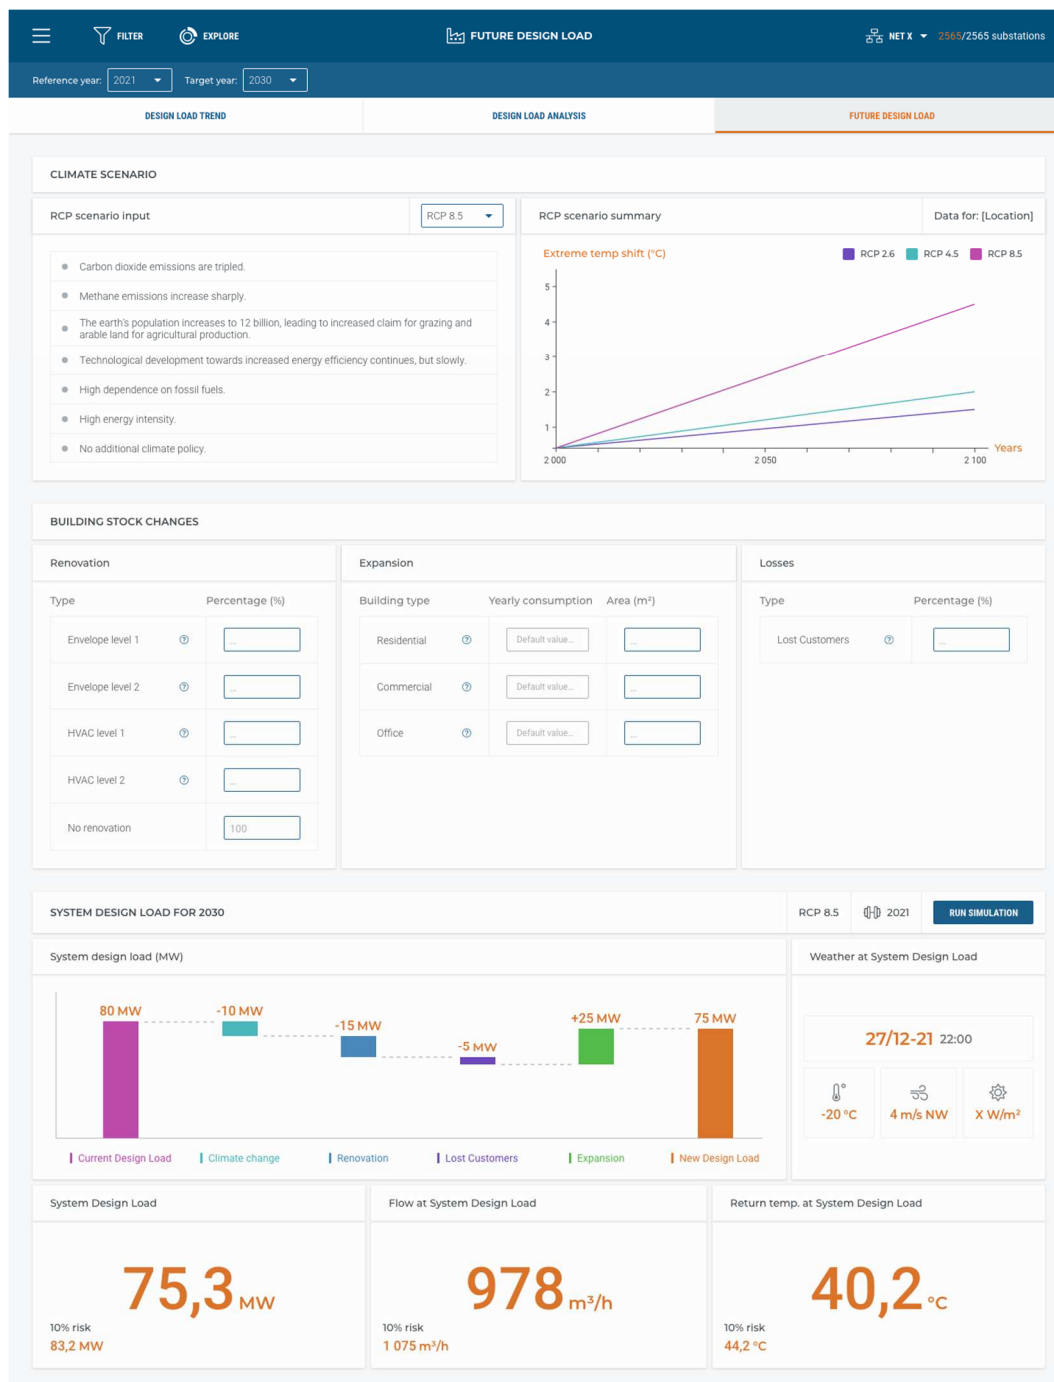 FILTER EXPLORE FUTURE DESIGN LOAD NET X 2565/2565 substations
Reference year: 2021 Target year: 2030
DESIGN LOAD TREND DESIGN LOAD ANALYSIS FUTURE DESIGN LOAD
CLIMATE SCENARIO
RCP scenario input RCP 8.5
Carbon dioxide emissions are tripled.
Methane emissions increase sharply.
The earth's population increases to 12 billion, leading to increased claim for grazing and
arable land for agricultural production.
Technological development towards increased energy efficiency continues, but slowly.
High dependence on fossil fuels.
High energy intensity.
No additional climate policy.
RCP scenario summary Data for: [Location]
Extreme temp shift (°C) RCP 2.6 RCP 4.5 RCP 8.5
5
4
3
2
1
Years
2 000 2 050 2 100
BUILDING STOCK CHANGES
Renovation
Type Percentage (%)
Envelope level 1 ? ...
Envelope level 2 ? ...
HVAC level 1 ? ...
HVAC level 2 ? ...
No renovation 100
Expansion
Building type Yearly consumption Area (m²)
Residential ? Default value... ...
Commercial ? Default value... ...
Office ? Default value... ...
Losses
Type Percentage (%)
Lost Customers ? ...
SYSTEM DESIGN LOAD FOR 2030 RCP 8.5 2021 RUN SIMULATION
System design load (MW)
80 MW -10 MW -15 MW -5 MW +25 MW 75 MW
Current Design Load Climate change Renovation Lost Customers Expansion New Design Load
Weather at System Design Load
27/12-21 22:00
-20 °C 4 m/s NW X W/m²
System Design Load
75,3 MW
10% risk
83,2 MW
Flow at System Design Load
978 m³/h
10% risk
1 075 m³/h
Return temp. at System Design Load
40,2 °C
10% risk
44,2 °C